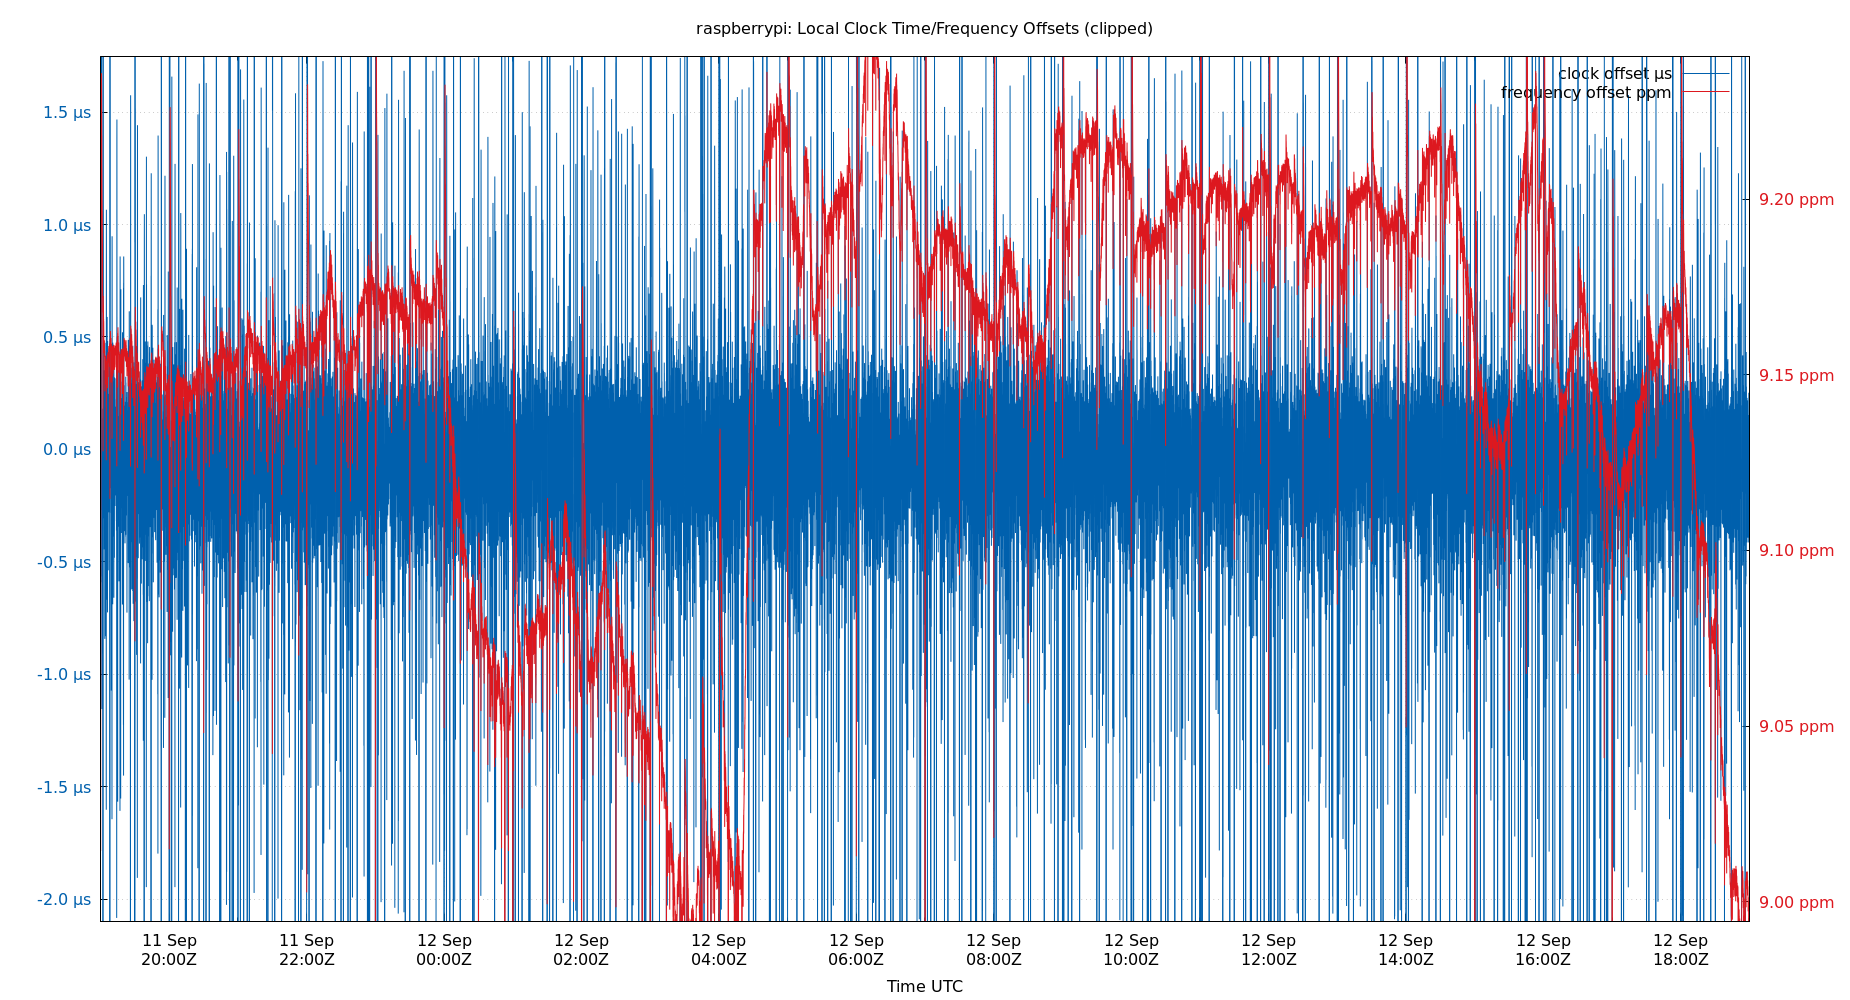 raspberrypi: Local Clock Time/Frequency Offsets (clipped)
clock offset µs
frequency offset ppm
1.5 µs
1.0 µs
0.5 µs
0.0 µs
-0.5 µs
-1.0 µs
-1.5 µs
-2.0 µs
9.20 ppm
9.15 ppm
9.10 ppm
9.05 ppm
9.00 ppm
11 Sep 11 Sep 12 Sep 12 Sep 12 Sep 12 Sep 12 Sep 12 Sep 12 Sep 12 Sep 12 Sep 12 Sep
20:00Z 22:00Z 00:00Z 02:00Z 04:00Z 06:00Z 08:00Z 10:00Z 12:00Z 14:00Z 16:00Z 18:00Z
Time UTC